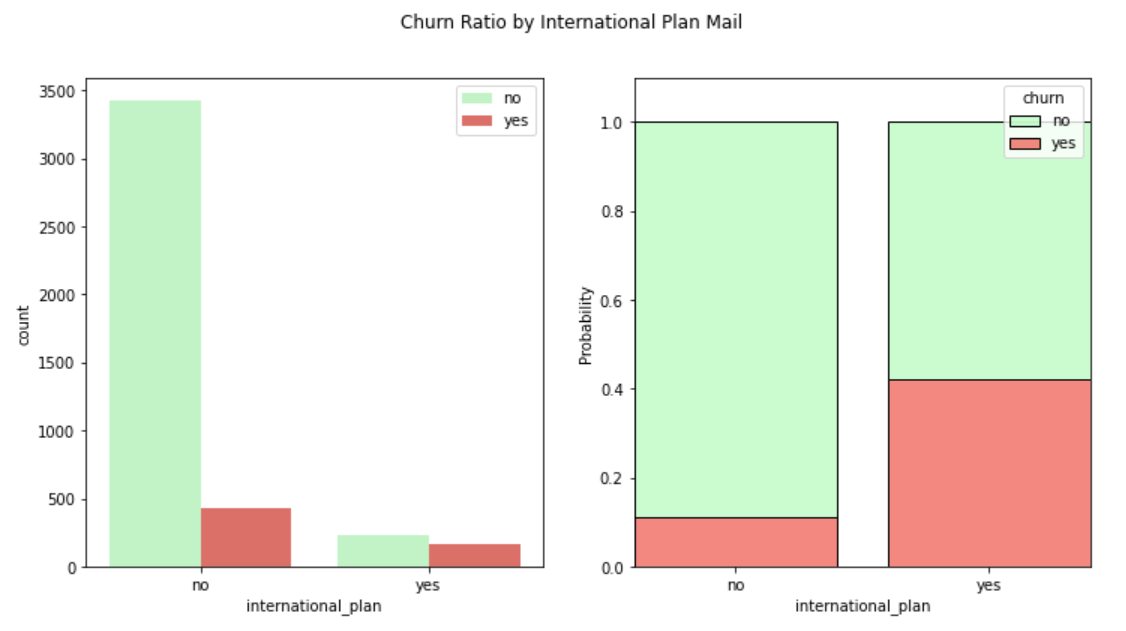 Churn Ratio by International Plan Mail
3500
3000
2500
2000
1500
1000
500
0
count
no
yes
no
yes
international_plan
1.0
0.8
0.6
0.4
0.2
0.0
Probability
churn
no
yes
no
yes
international_plan